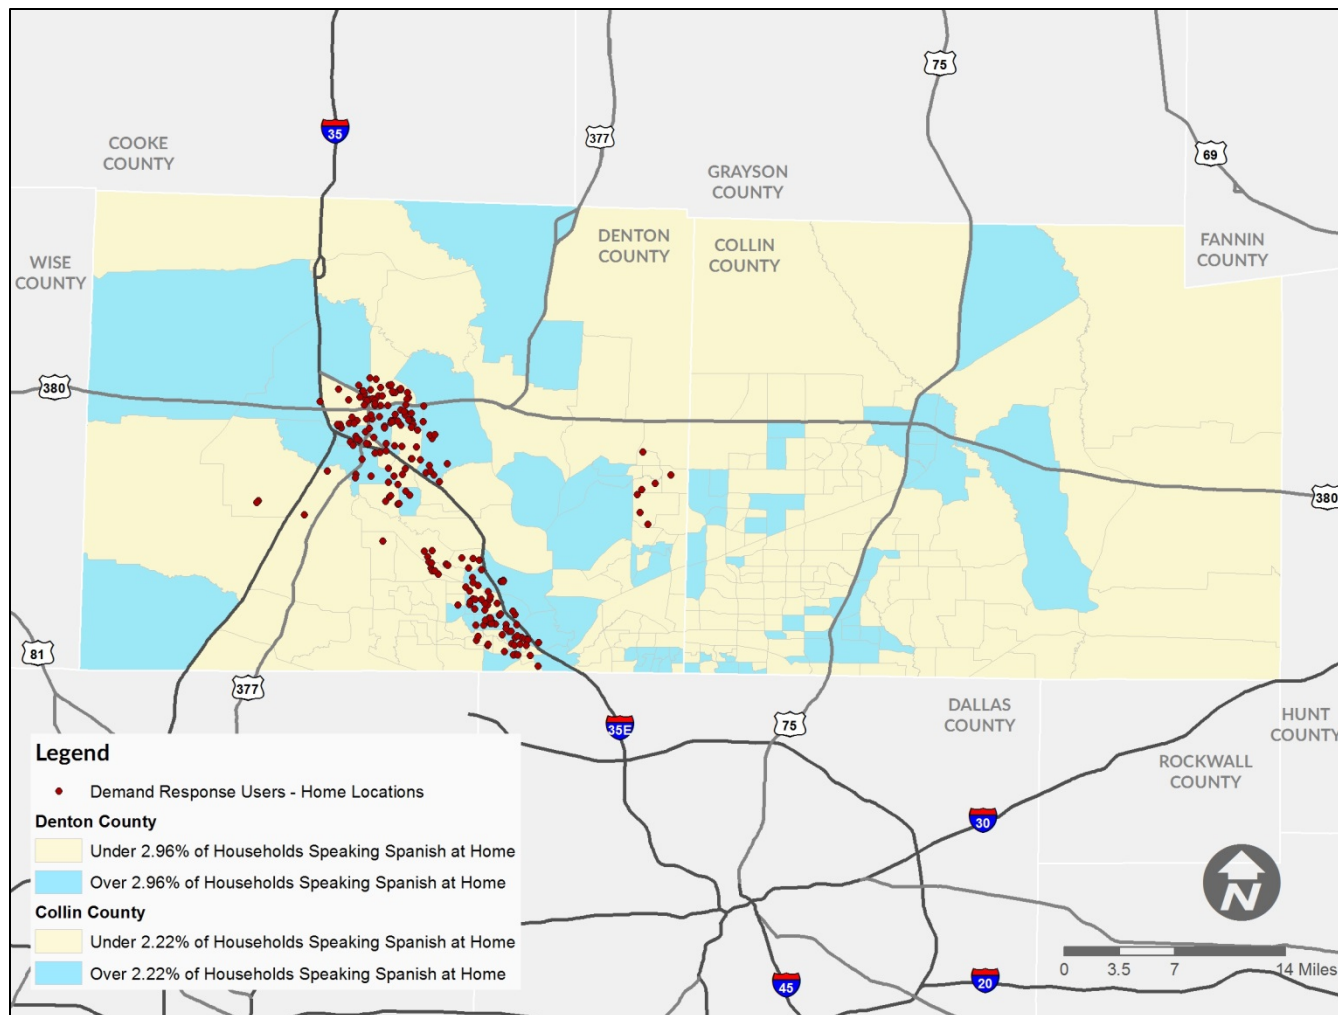 75
35
377
COOKE
COUNTY
69
GRAYSON
COUNTY
DENTON
COUNTY
COLLIN
COUNTY
FANNIN
COUNTY
WISE
COUNTY
380
380
81
377
35E
75
DALLAS
COUNTY
HUNT
COUNTY
ROCKWALL
COUNTY
Legend
Demand Response Users - Home Locations
Denton County
Under 2.96% of Households Speaking Spanish at Home
Over 2.96% of Households Speaking Spanish at Home
Collin County
Under 2.22% of Households Speaking Spanish at Home
Over 2.22% of Households Speaking Spanish at Home
30
N
0 3.5 7 14 Miles
45
20